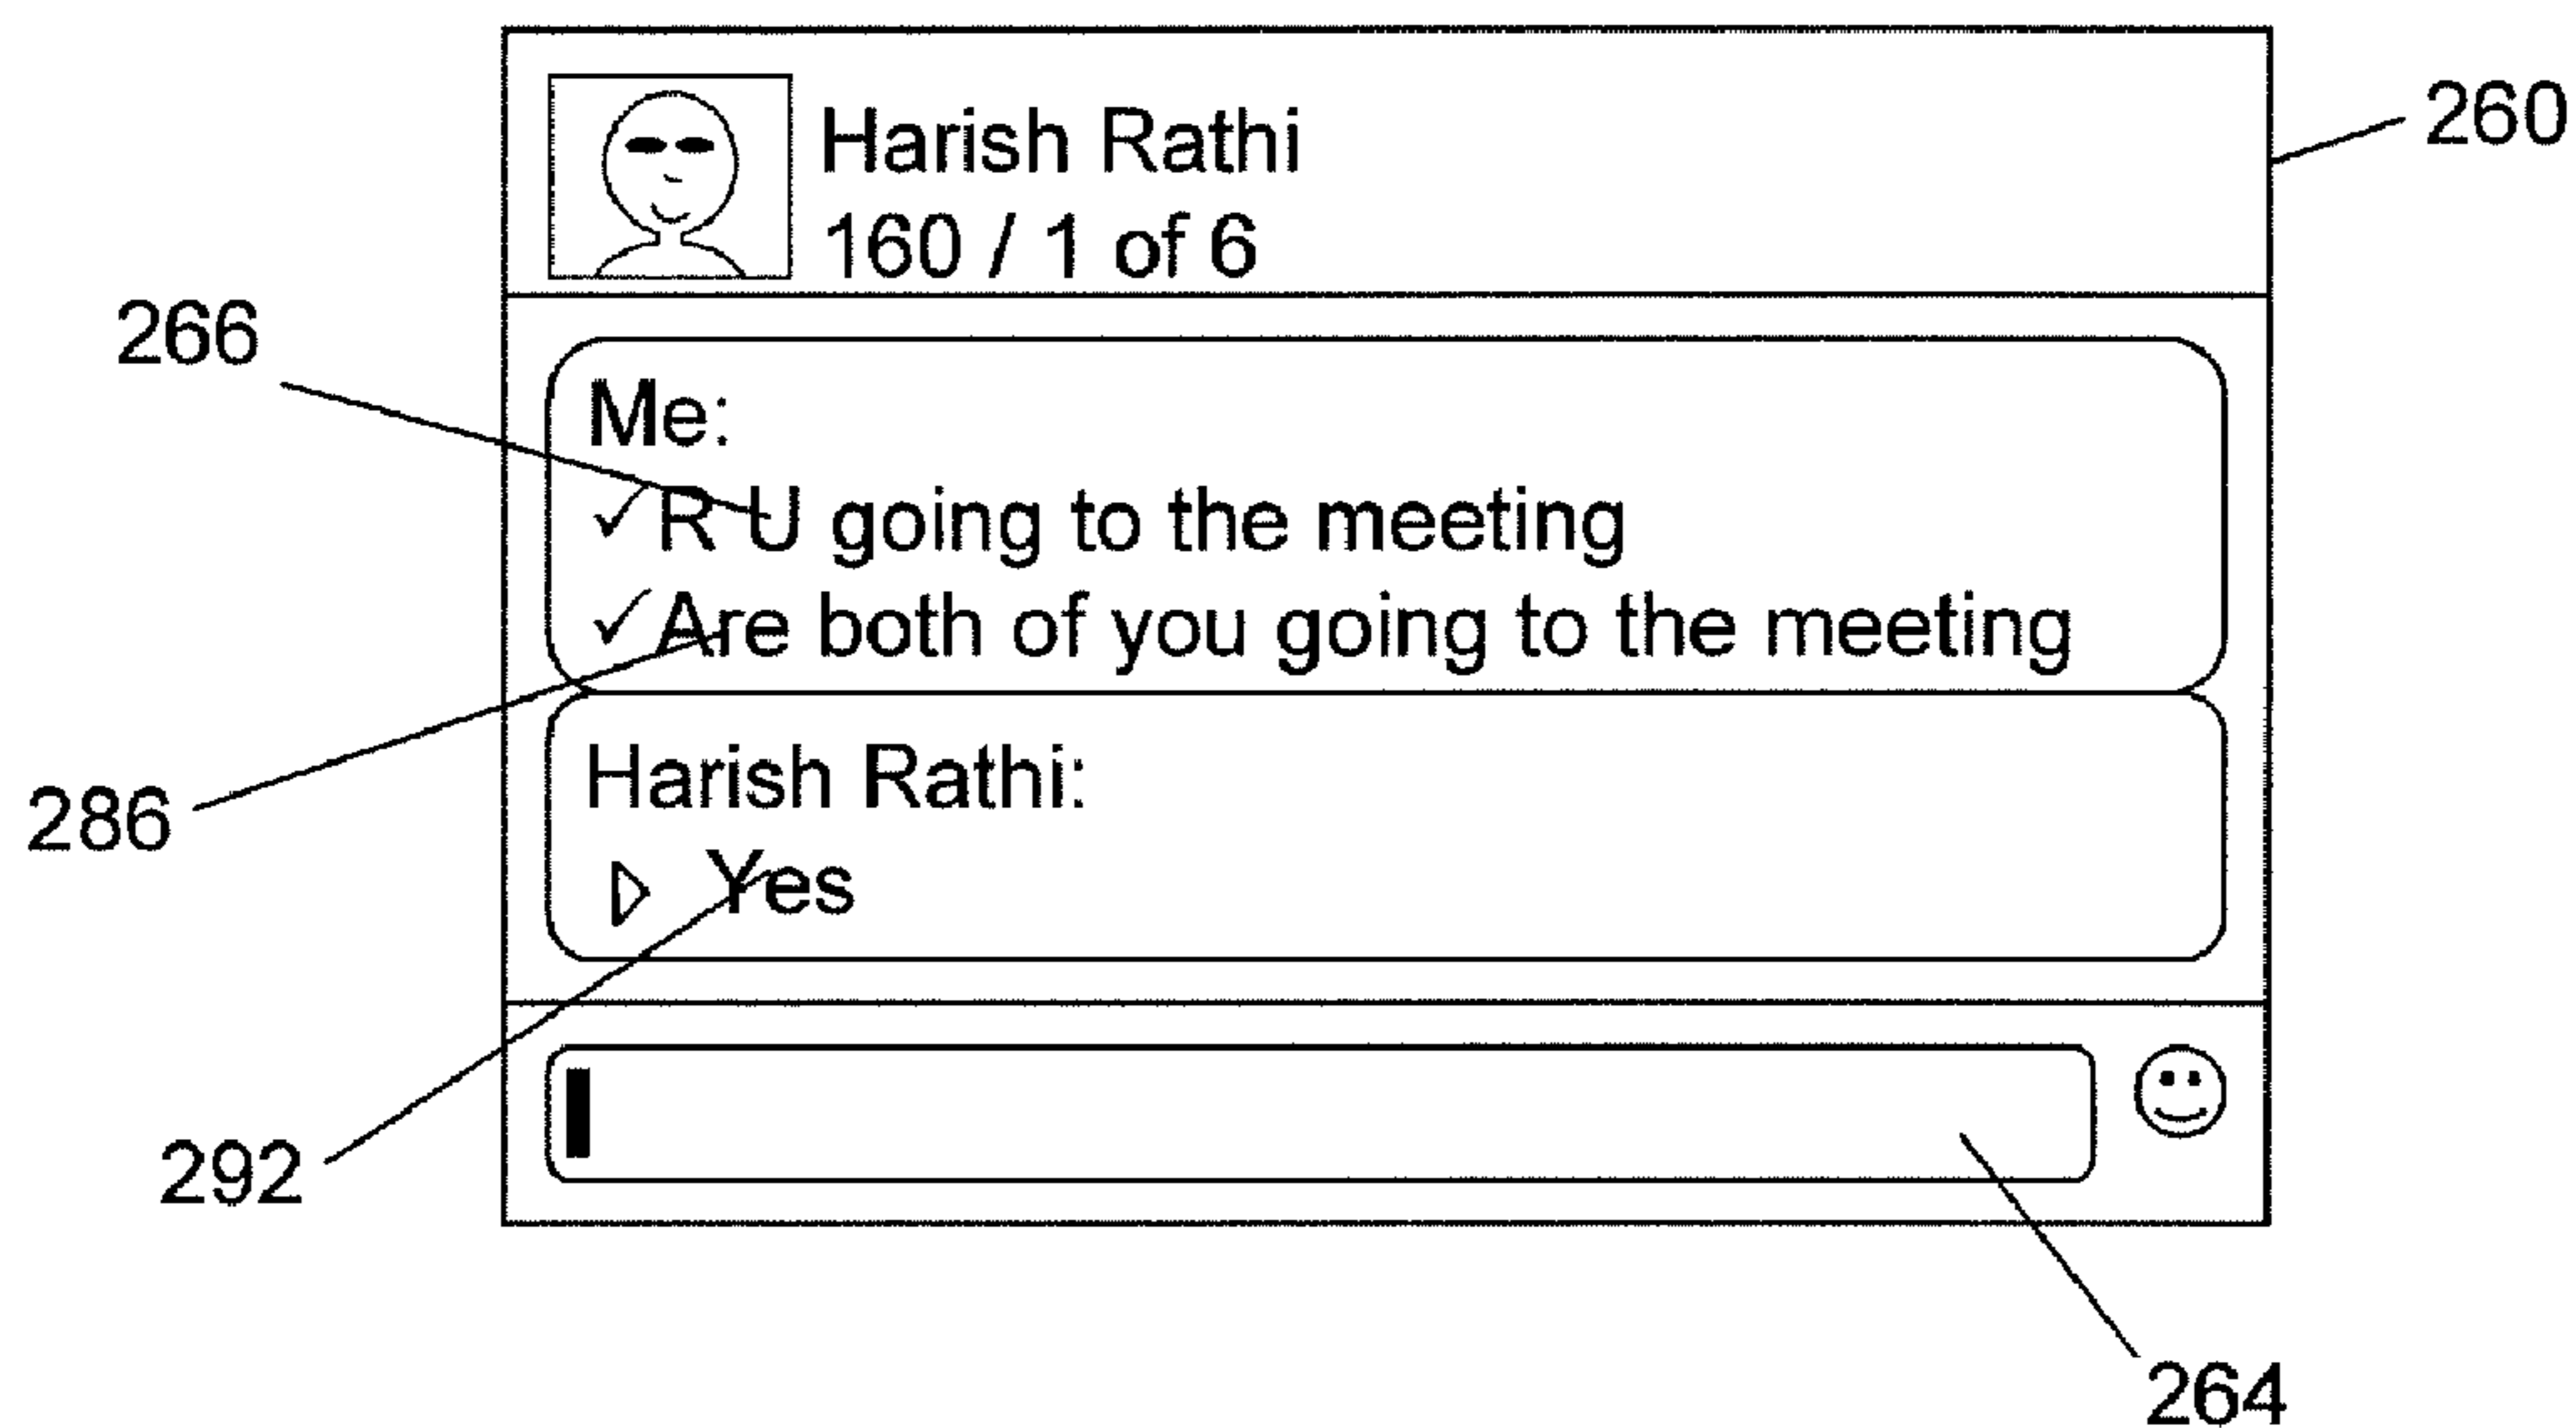 Harish Rathi
260
160 / 1 of 6
266
Me:
✓R U going to the meeting
✓Are both of you going to the meeting
286
Harish Rathi:
▷ Yes
292
264